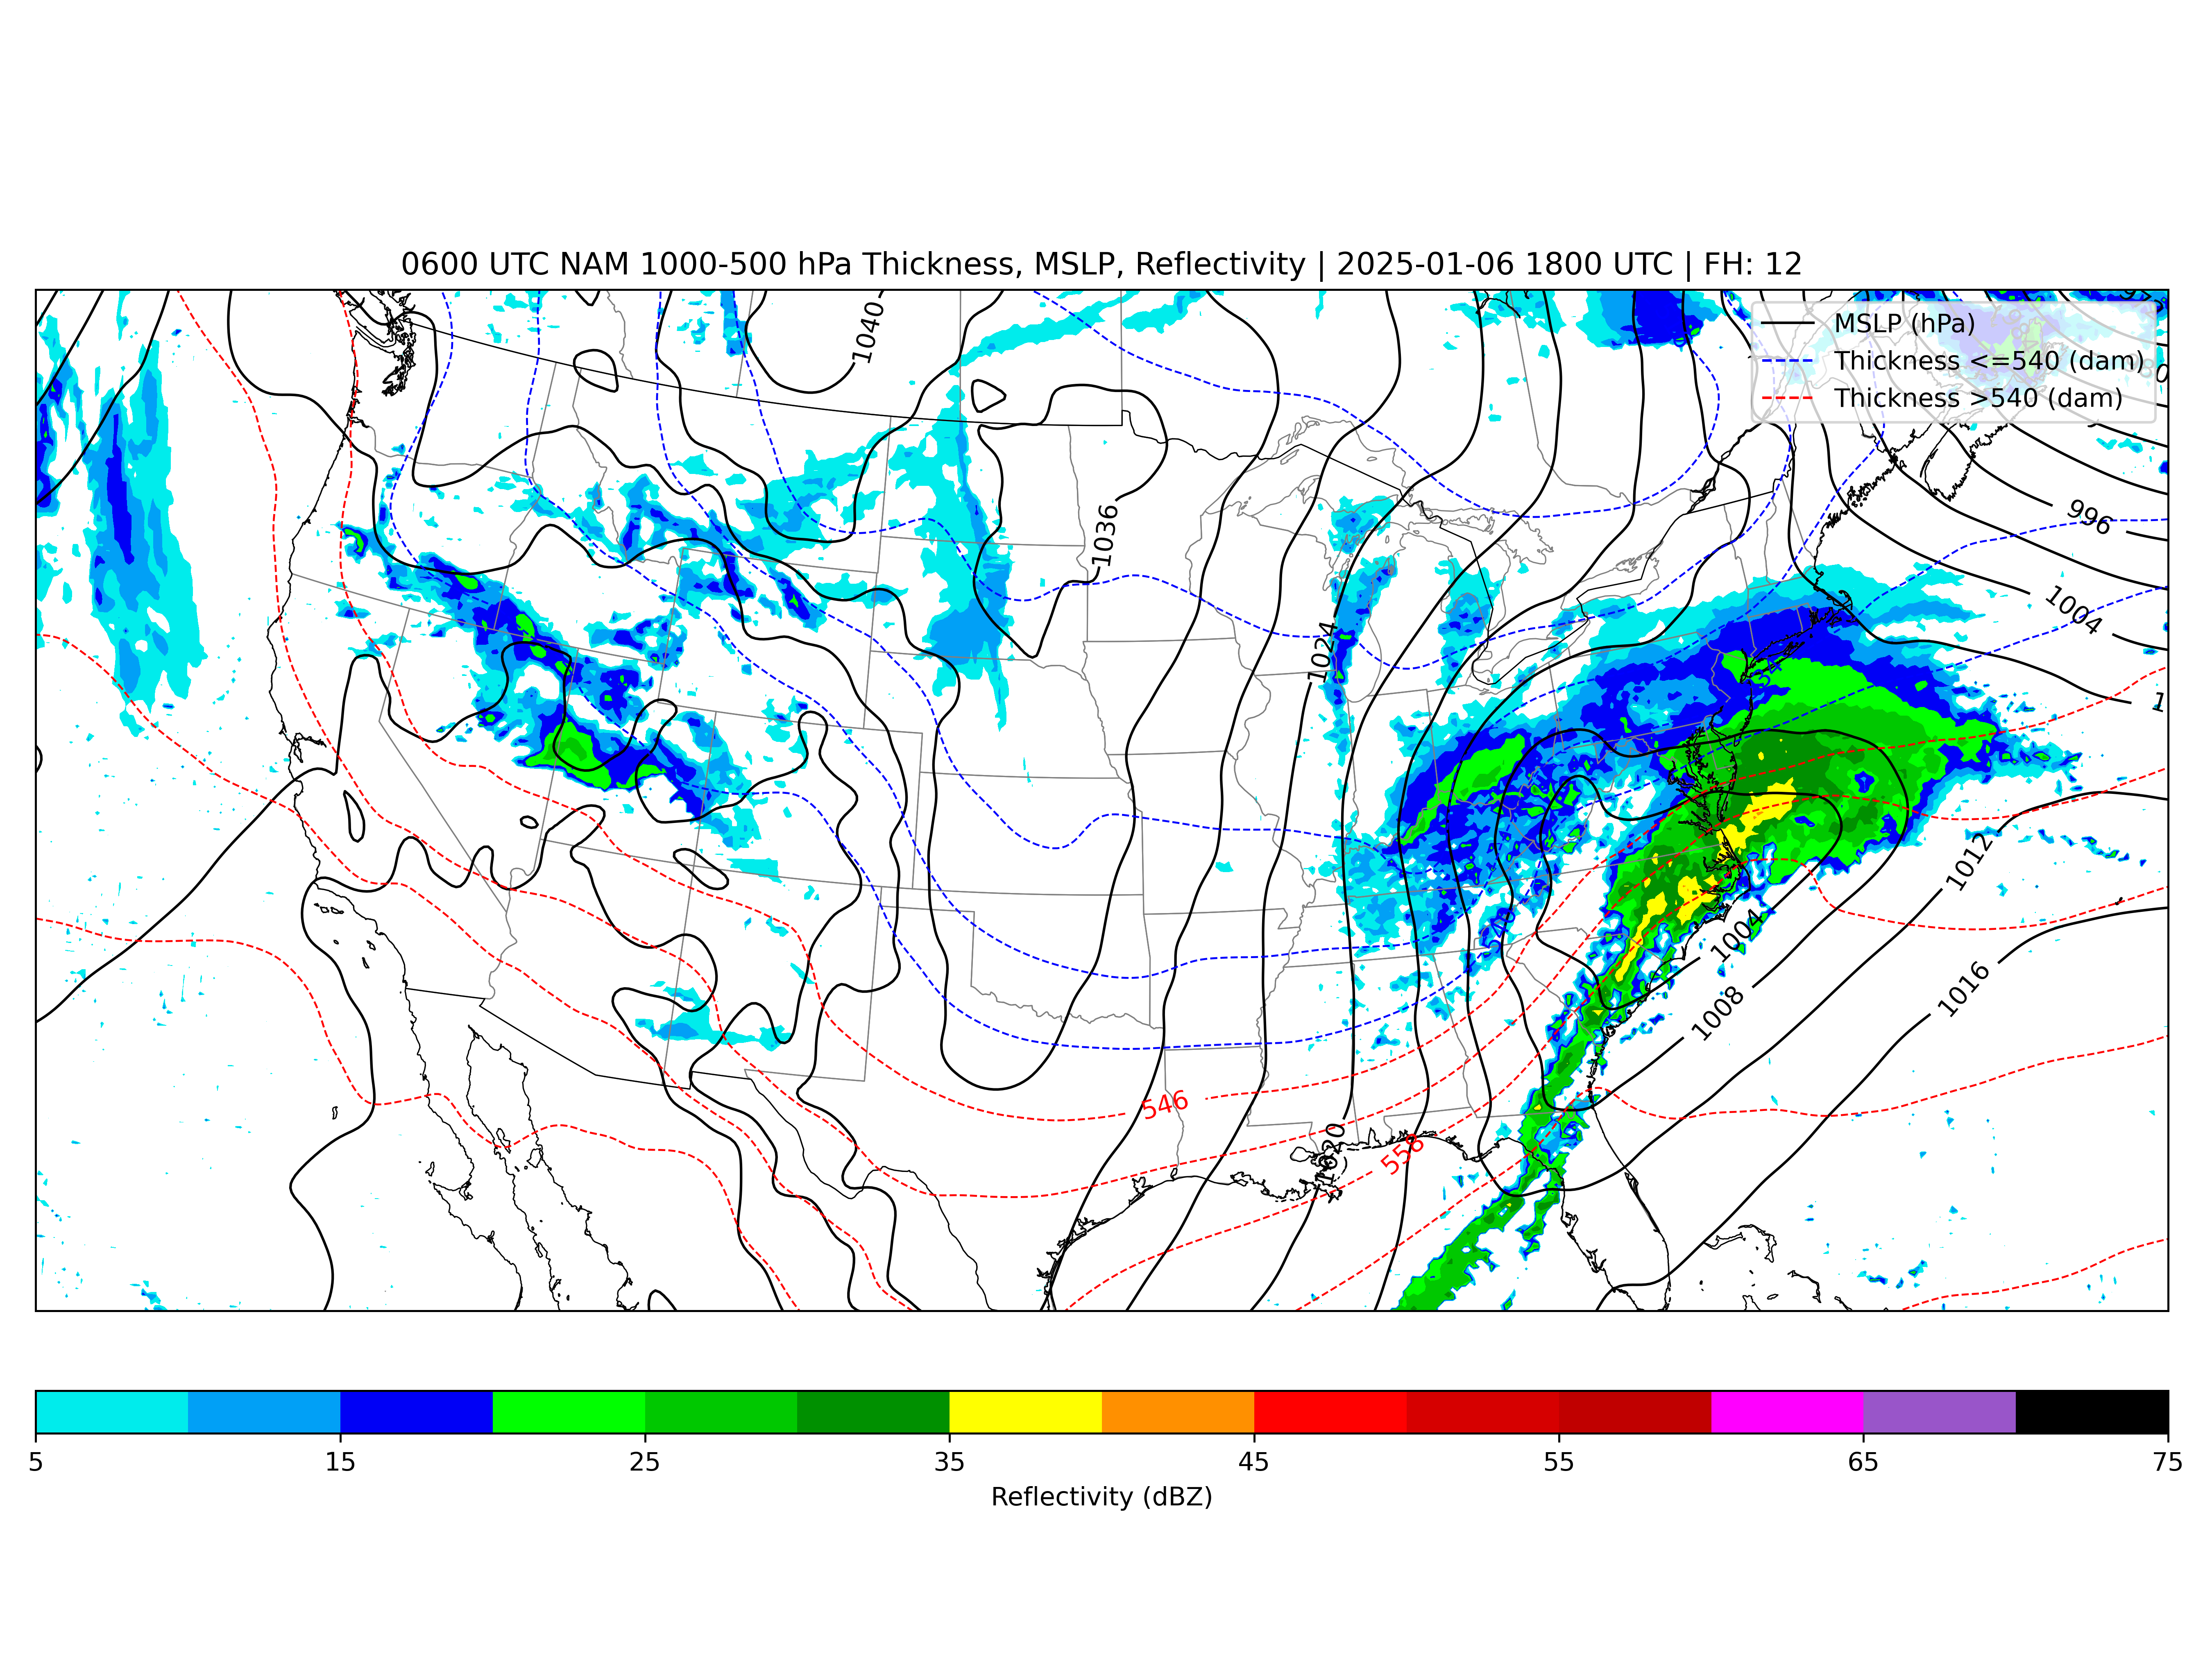 0600 UTC NAM 1000-500 hPa Thickness, MSLP, Reflectivity | 2025-01-06 1800 UTC | FH: 12
MSLP (hPa)
Thickness <=540 (dam)
Thickness >540 (dam)
1040
1036
996
1004
1024
1012
540
1004
1016
1008
546
1020
558
5 15 25 35 45 55 65 75
Reflectivity (dBZ)